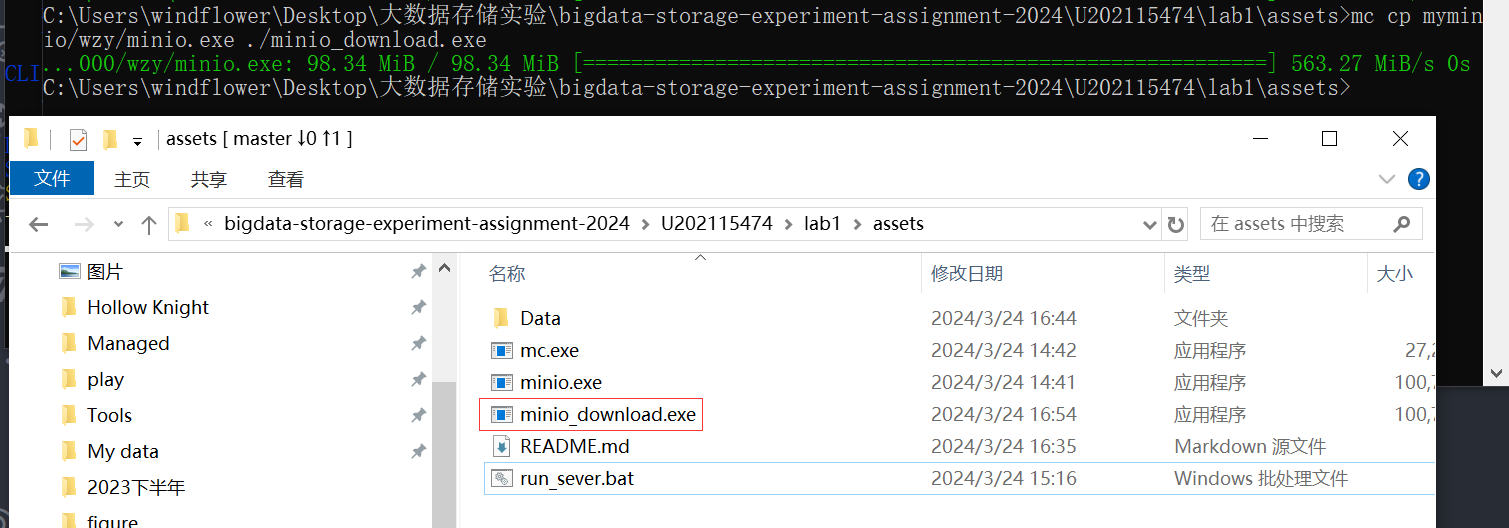 C:\Users\windflower\Desktop\大数据存储实验\bigdata-storage-experiment-assignment-2024\U202115474\lab1\assets>mc cp mymin
io/wzy/minio.exe ./minio_download.exe
...000/wzy/minio.exe: 98.34 MiB / 98.34 MiB [=========================================================] 563.27 MiB/s 0s
CLI
C:\Users\windflower\Desktop\大数据存储实验\bigdata-storage-experiment-assignment-2024\U202115474\lab1\assets>
assets [ master ↓0 ↑1 ]
文件 主页 共享 查看
« bigdata-storage-experiment-assignment-2024 > U202115474 > lab1 > assets
在 assets 中搜索
名称 修改日期 类型 大小
图片
Hollow Knight
Managed
play
Tools
My data
2023下半年
figure
Data 2024/3/24 16:44 文件夹
mc.exe 2024/3/24 14:42 应用程序 27,2
minio.exe 2024/3/24 14:41 应用程序 100,7
minio_download.exe 2024/3/24 16:54 应用程序 100,7
README.md 2024/3/24 16:35 Markdown 源文件
run_sever.bat 2024/3/24 15:16 Windows 批处理文件